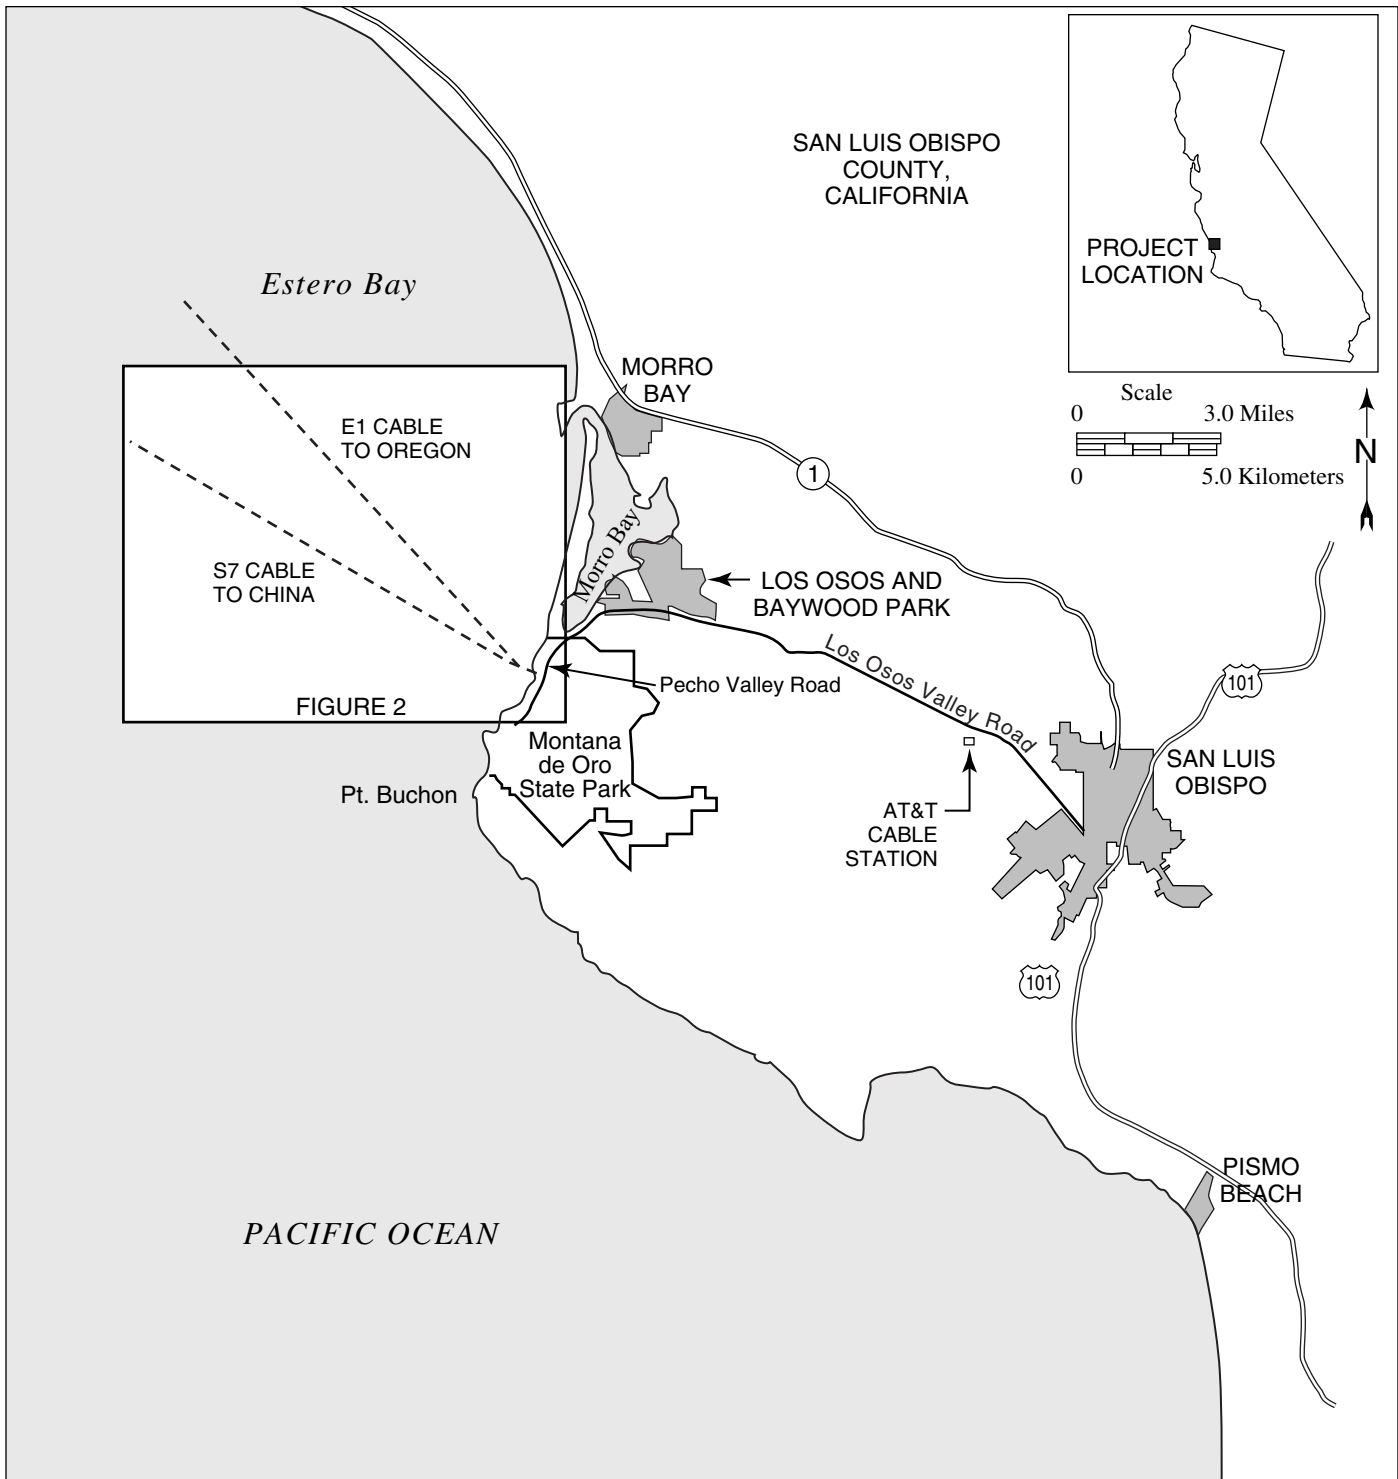 SAN LUIS OBISPO
COUNTY,
CALIFORNIA
PROJECT
LOCATION
Estero Bay
MORRO
BAY
Scale
0
3.0 Miles
0
5.0 Kilometers
N
E1 CABLE
TO OREGON
1
S7 CABLE
TO CHINA
Morro Bay
LOS OSOS AND
BAYWOOD PARK
Los Osos Valley Road
Pecho Valley Road
101
FIGURE 2
Montana
de Oro
State Park
SAN LUIS
OBISPO
Pt. Buchon
AT&T
CABLE
STATION
101
PISMO
BEACH
PACIFIC OCEAN